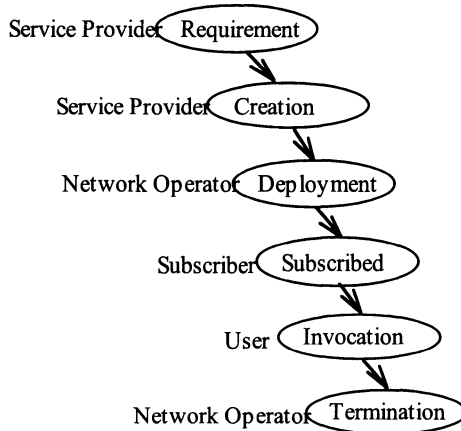 Service Provider Requirement
Service Provider Creation
Network Operator Deployment
Subscriber Subscribed
User Invocation
Network Operator Termination